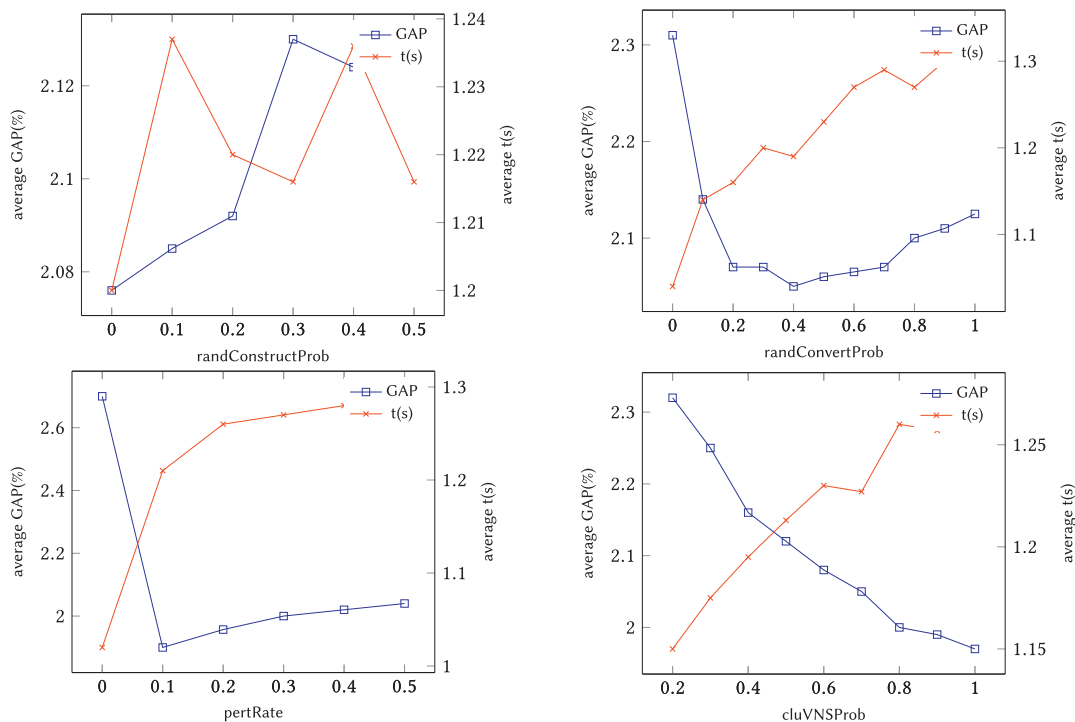 GAP
t(s)
2.12
2.1
2.08
1.24
1.23
1.22
1.21
1.2
average GAP(%)
average t(s)
0 0.1 0.2 0.3 0.4 0.5
randConstructProb
GAP
t(s)
2.3
2.2
2.1
1.3
1.2
1.1
average GAP(%)
average t(s)
0 0.2 0.4 0.6 0.8 1
randConvertProb
GAP
t(s)
2.6
2.4
2.2
2
1.3
1.2
1.1
1
average GAP(%)
average t(s)
0 0.1 0.2 0.3 0.4 0.5
pertRate
GAP
t(s)
2.3
2.2
2.1
2
1.25
1.2
1.15
average GAP(%)
average t(s)
0.2 0.4 0.6 0.8 1
cluVNSProb